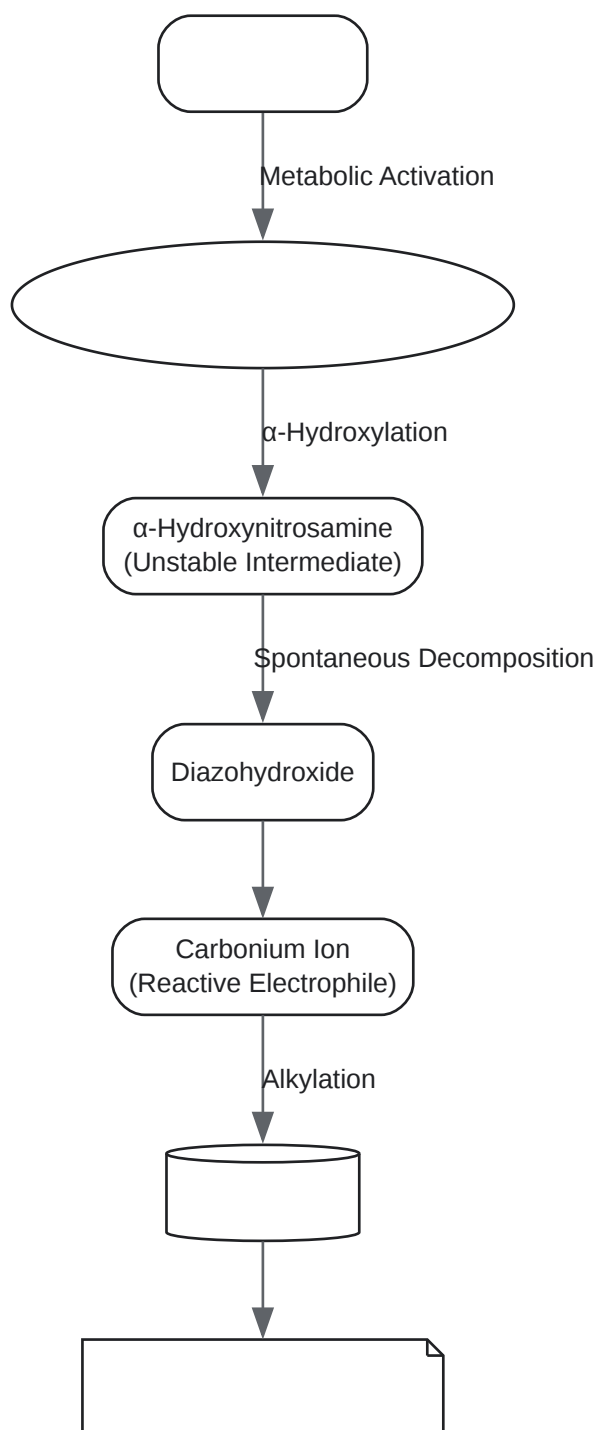 Metabolic Activation
α-Hydroxylation
α-Hydroxynitrosamine
(Unstable Intermediate)
Spontaneous Decomposition
Diazohydroxide
Carbonium Ion
(Reactive Electrophile)
Alkylation